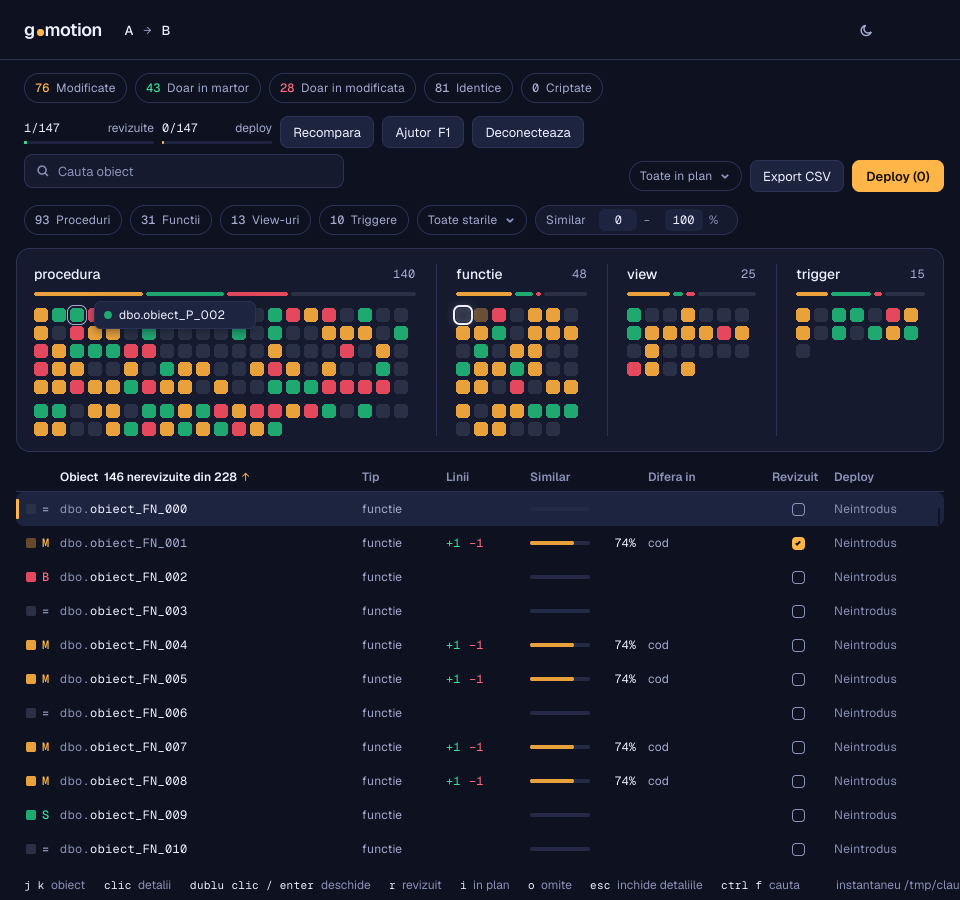 gomotion A → B
76 Modificate 43 Doar in martor 28 Doar in modificata 81 Identice 0 Criptate
1/147 revizuite 0/147 deploy Recompara Ajutor F1 Deconecteaza
Cauta obiect Toate in plan Export CSV Deploy (0)
93 Proceduri 31 Functii 13 View-uri 10 Triggere Toate starile Similar 0 – 100 %
procedura 140 functie 48 view 25 trigger 15
dbo.obiect_P_002
Obiect 146 nerevizuite din 228 ↑ Tip Linii Similar Difera in Revizuit Deploy
= dbo.obiect_FN_000 functie Neintrodus
M dbo.obiect_FN_001 functie +1 −1 74% cod Neintrodus
B dbo.obiect_FN_002 functie Neintrodus
= dbo.obiect_FN_003 functie Neintrodus
M dbo.obiect_FN_004 functie +1 −1 74% cod Neintrodus
M dbo.obiect_FN_005 functie +1 −1 74% cod Neintrodus
= dbo.obiect_FN_006 functie Neintrodus
M dbo.obiect_FN_007 functie +1 −1 74% cod Neintrodus
M dbo.obiect_FN_008 functie +1 −1 74% cod Neintrodus
S dbo.obiect_FN_009 functie Neintrodus
= dbo.obiect_FN_010 functie Neintrodus
j k obiect clic detalii dublu clic / enter deschide r revizuit i in plan o omite esc inchide detaliile ctrl f cauta instantaneu /tmp/clau